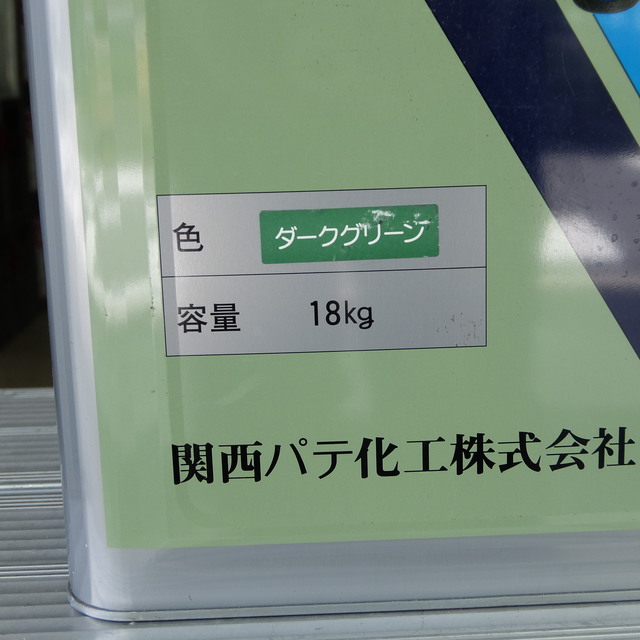 色 ダークグリーン
容量 18kg
関西パテ化工株式会社